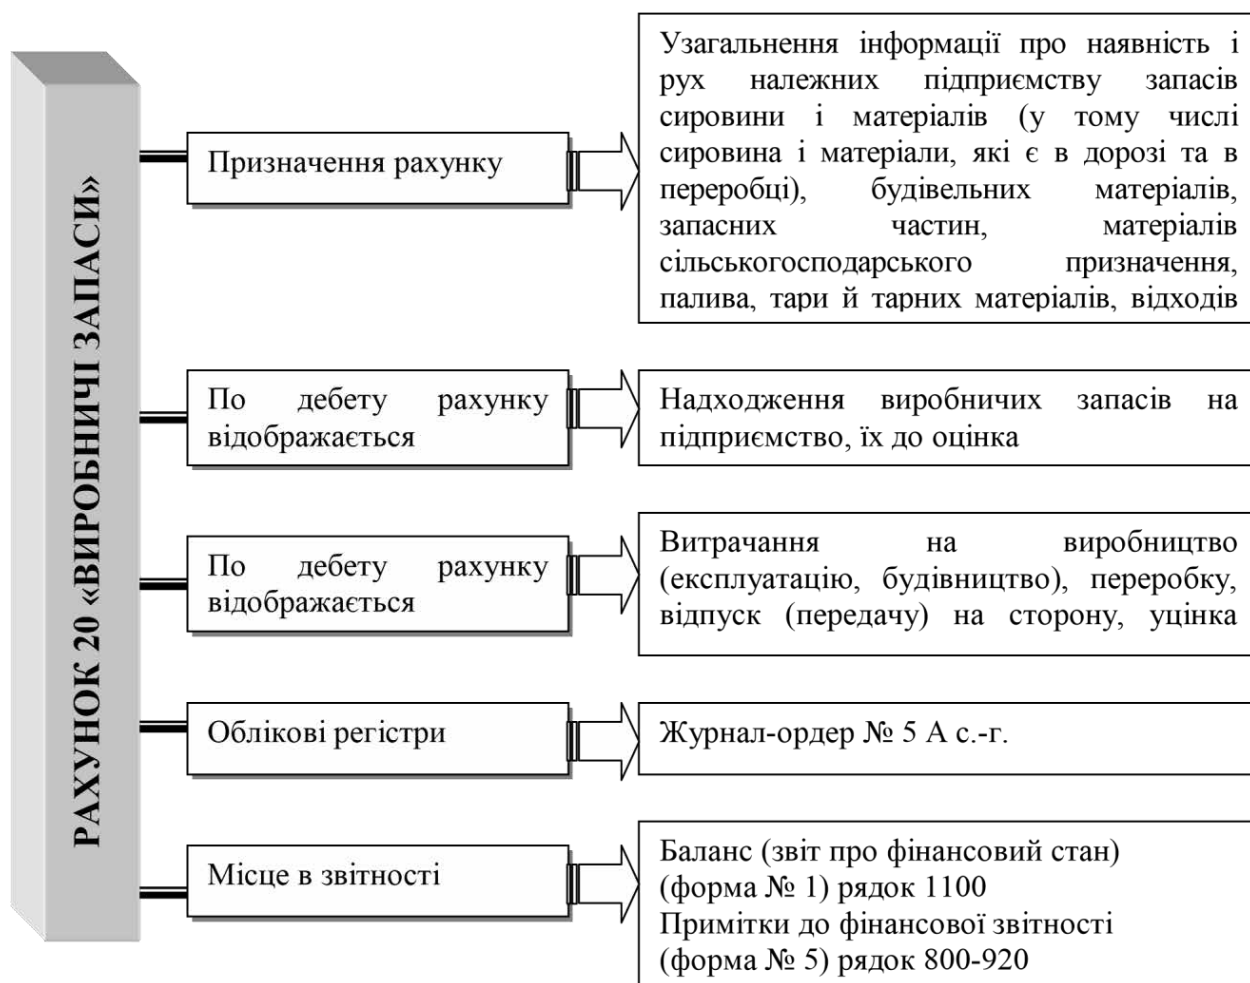 РАХУНОК 20 «ВИРОБНИЧІ ЗАПАСИ»
Призначення рахунку
Узагальнення інформації про наявність і
рух належних підприємству запасів
сировини і матеріалів (у тому числі
сировина і матеріали, які є в дорозі та в
переробці), будівельних матеріалів,
запасних частин, матеріалів
сільськогосподарського призначення,
палива, тари й тарних матеріалів, відходів
По дебету рахунку
відображається
Надходження виробничих запасів на
підприємство, їх до оцінка
По дебету рахунку
відображається
Витрачання на виробництво
(експлуатацію, будівництво), переробку,
відпуск (передачу) на сторону, уцінка
Облікові регістри
Журнал-ордер № 5 А с.-г.
Місце в звітності
Баланс (звіт про фінансовий стан)
(форма № 1) рядок 1100
Примітки до фінансової звітності
(форма № 5) рядок 800-920